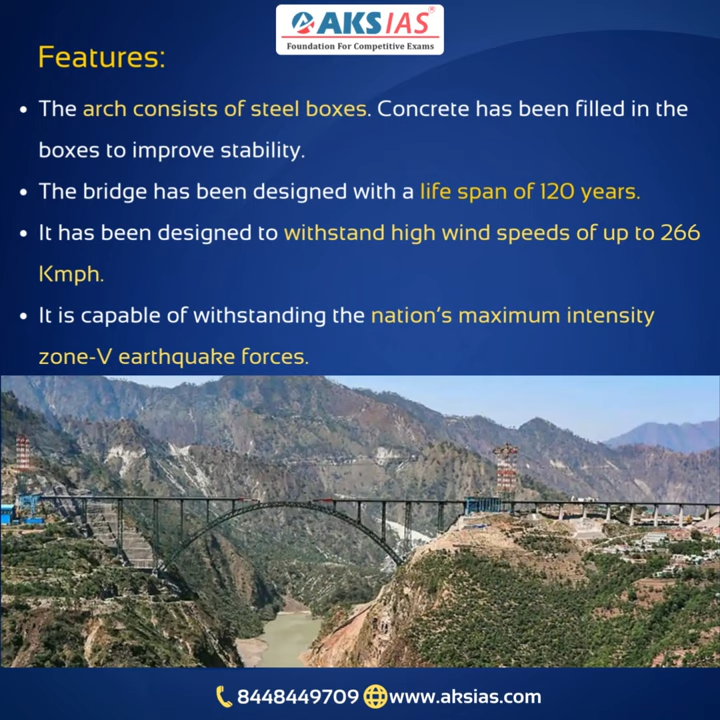 AKSIAS®
Foundation For Competitive Exams
Features:
• The arch consists of steel boxes. Concrete has been filled in the
boxes to improve stability.
• The bridge has been designed with a life span of 120 years.
• It has been designed to withstand high wind speeds of up to 266
Kmph.
• It is capable of withstanding the nation's maximum intensity
zone-V earthquake forces.
8448449709 www.aksias.com